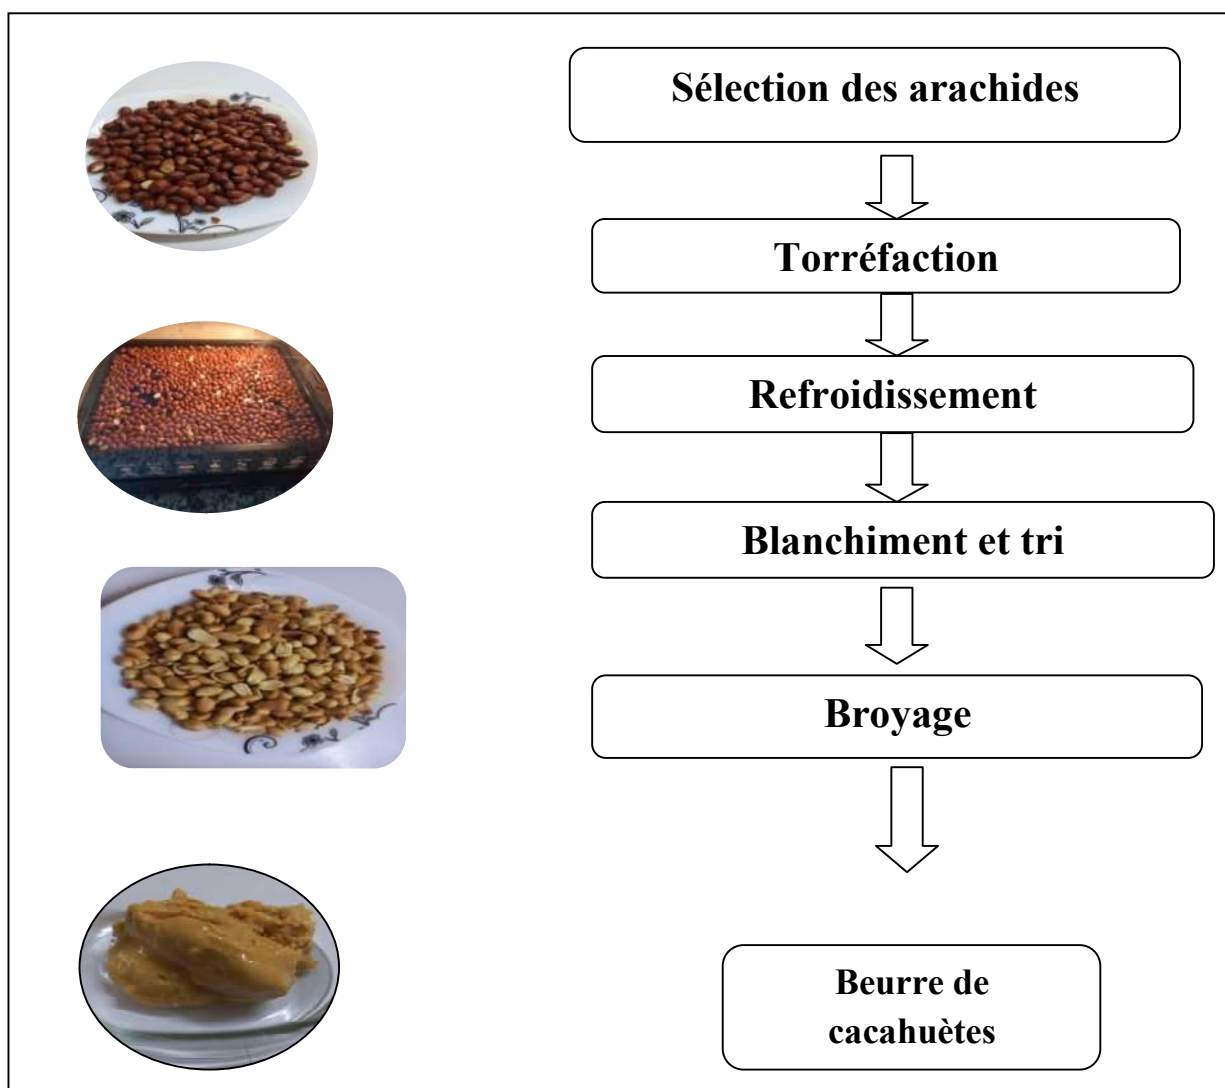 Sélection des arachides
Torréfaction
Refroidissement
Blanchiment et tri
Broyage
Beurre de
cacahuètes